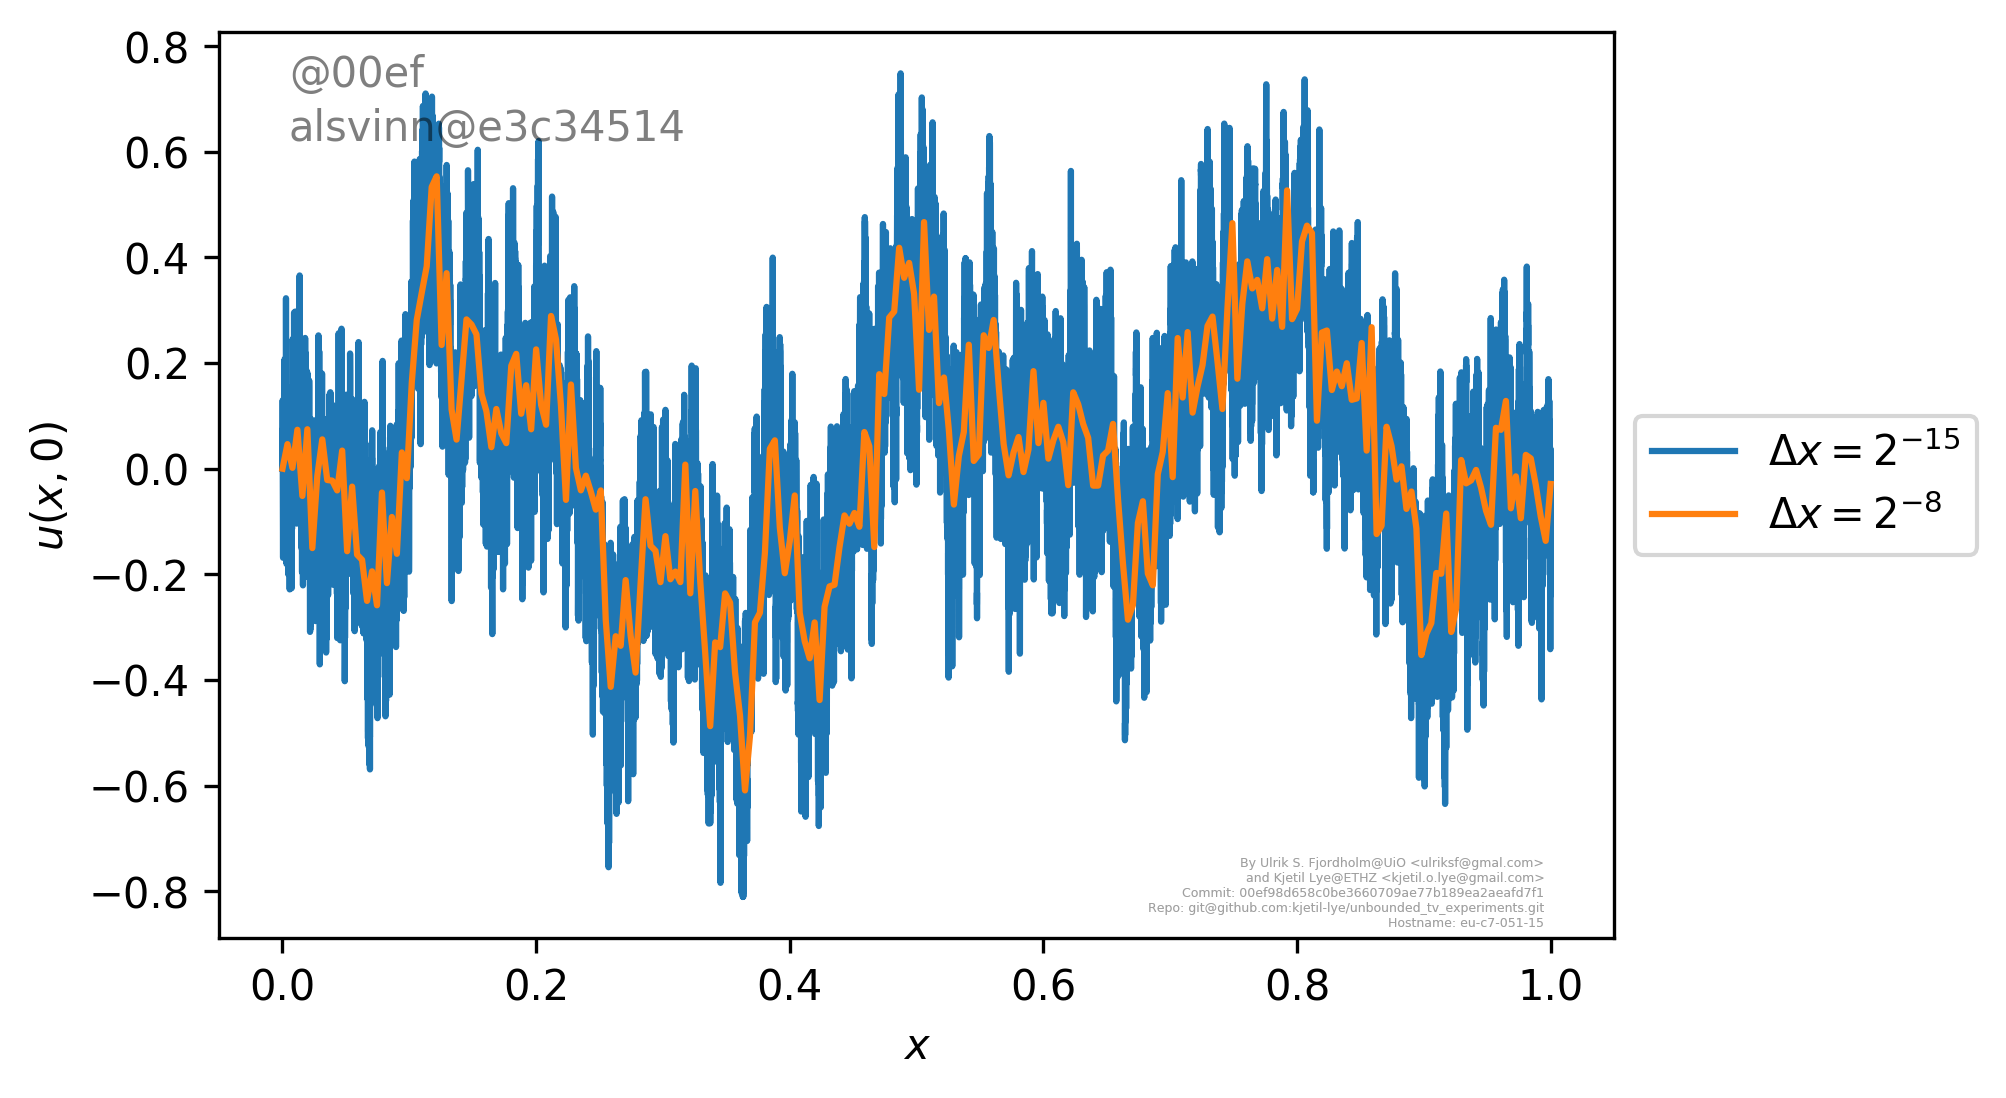 @00ef
alsvinn@e3c34514
0.8
0.6
0.4
0.2
0.0
−0.2
−0.4
−0.6
−0.8
u(x, 0)
0.0 0.2 0.4 0.6 0.8 1.0
x
Δx = 2⁻¹⁵
Δx = 2⁻⁸
By Ulrik S. Fjordholm@UiO <ulriksf@gmal.com>
and Kjetil Lye@ETHZ <kjetil.o.lye@gmail.com>
Commit: 00ef98d658c0be3660709ae77b189ea2aeafd7f1
Repo: git@github.com:kjetil-lye/unbounded_tv_experiments.git
Hostname: eu-c7-051-15